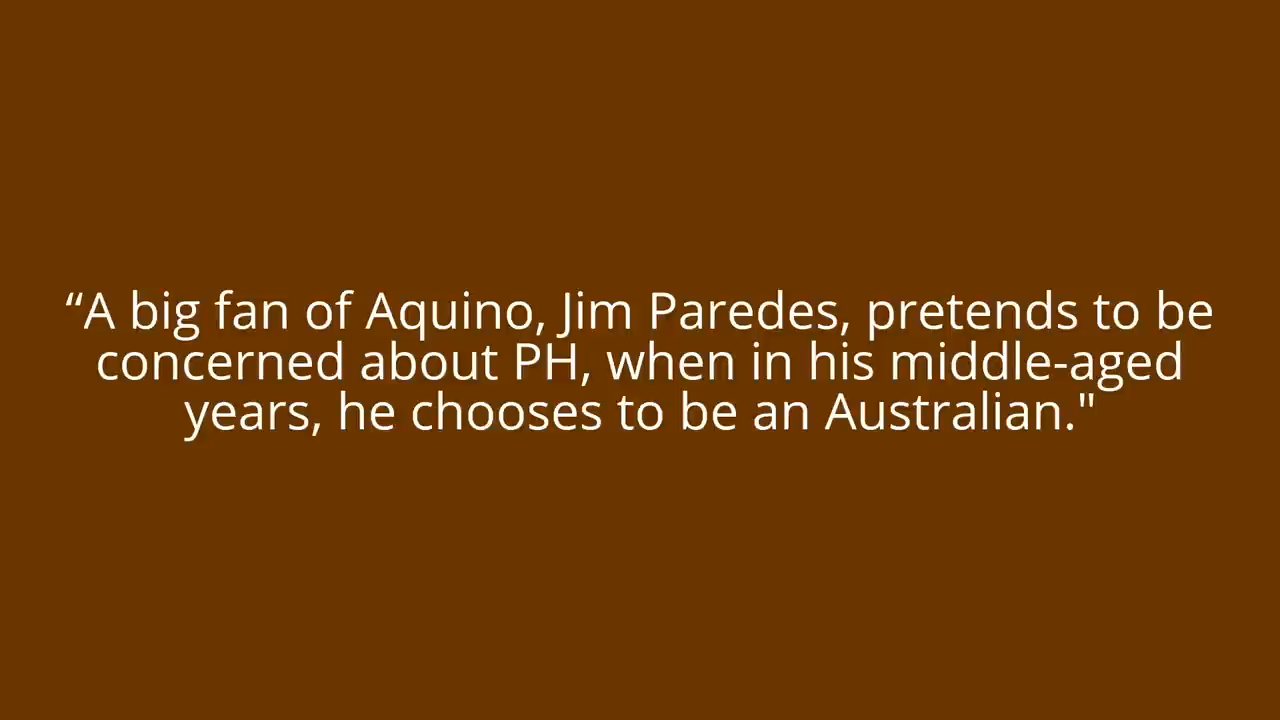 “A big fan of Aquino, Jim Paredes, pretends to be
concerned about PH, when in his middle-aged
years, he chooses to be an Australian."